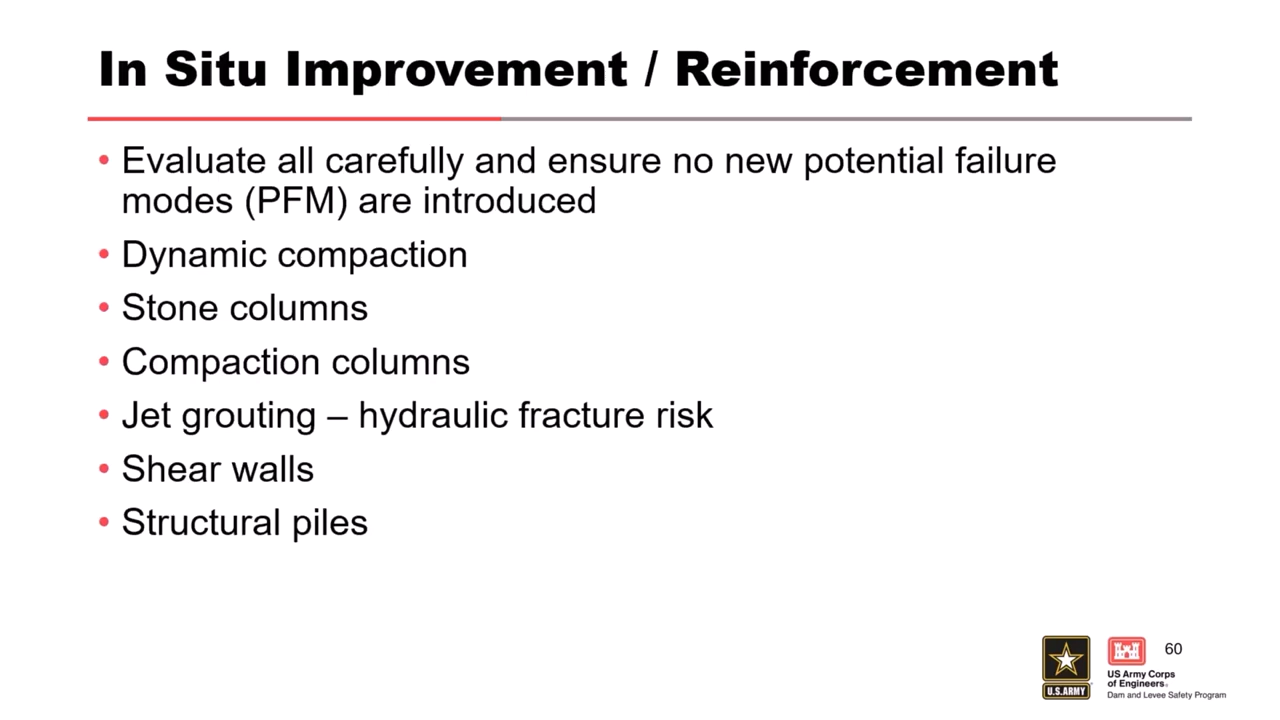 In Situ Improvement / Reinforcement
• Evaluate all carefully and ensure no new potential failure
modes (PFM) are introduced
• Dynamic compaction
• Stone columns
• Compaction columns
• Jet grouting – hydraulic fracture risk
• Shear walls
• Structural piles
60
U.S.ARMY
US Army Corps
of Engineers®
Dam and Levee Safety Program